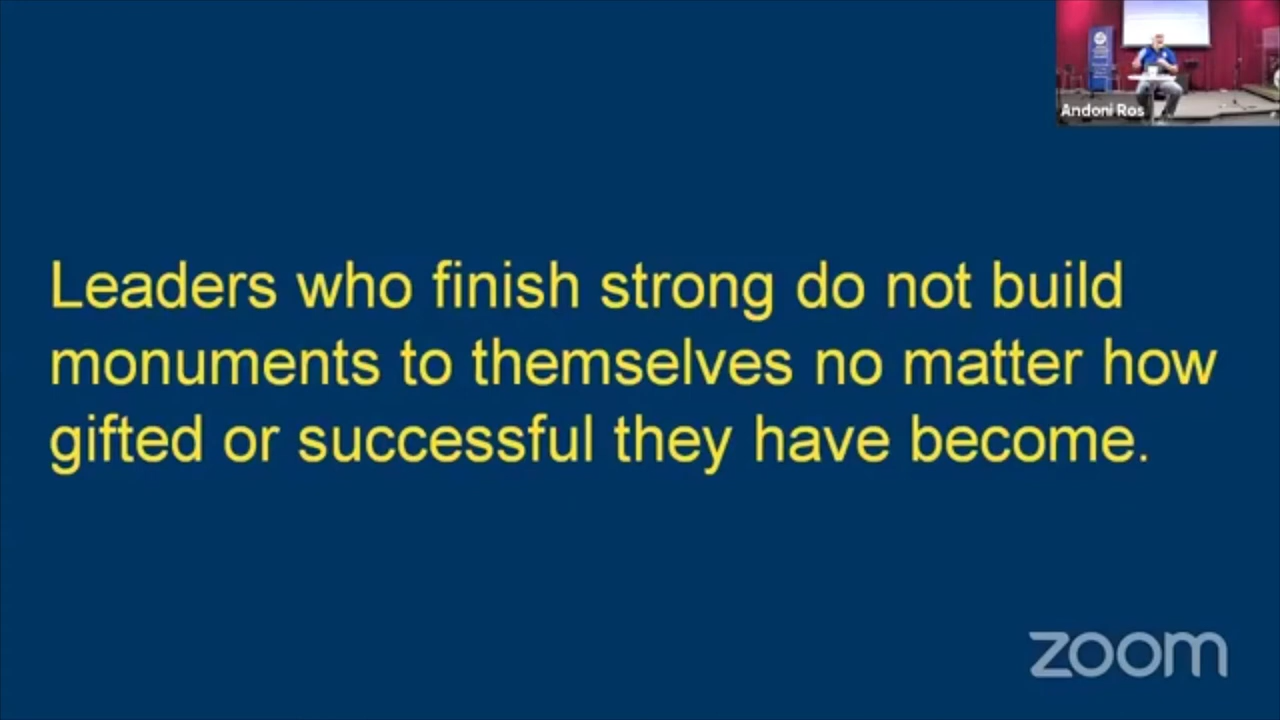 Andoni Ros
Leaders who finish strong do not build
monuments to themselves no matter how
gifted or successful they have become.
zoom